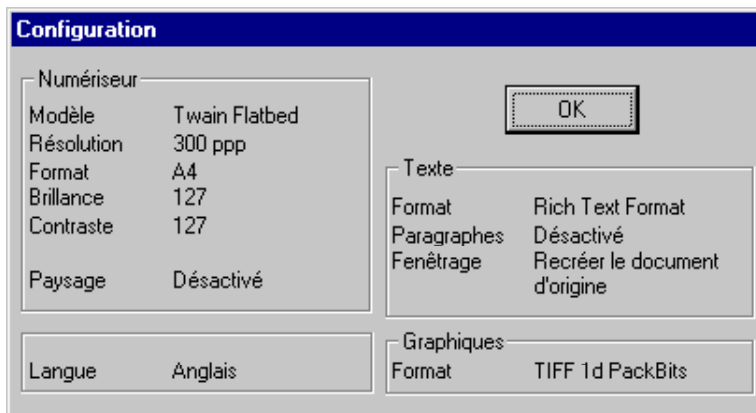 Configuration
Numériseur
Modèle Twain Flatbed
Résolution 300 ppp
Format A4
Brillance 127
Contraste 127
Paysage Désactivé
Langue Anglais
OK
Texte
Format Rich Text Format
Paragraphes Désactivé
Fenêtrage Recréer le document
d'origine
Graphiques
Format TIFF 1d PackBits